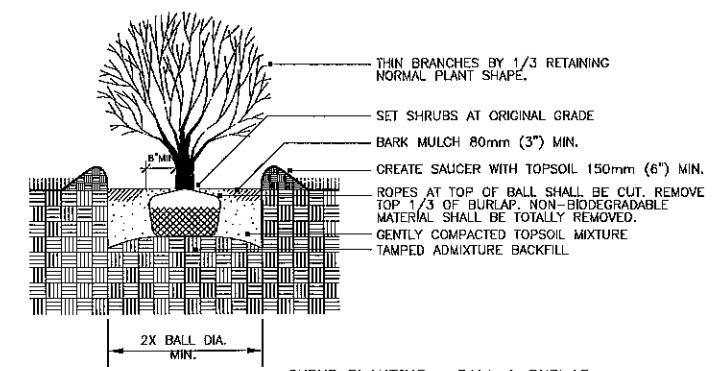 THIN BRANCHES BY 1/3 RETAINING
NORMAL PLANT SHAPE.
SET SHRUBS AT ORIGINAL GRADE
BARK MULCH 80mm (3") MIN.
8"MIN
CREATE SAUCER WITH TOPSOIL 150mm (6") MIN.
ROPES AT TOP OF BALL SHALL BE CUT. REMOVE
TOP 1/3 OF BURLAP. NON-BIODEGRADABLE
MATERIAL SHALL BE TOTALLY REMOVED.
GENTLY COMPACTED TOPSOIL MIXTURE
TAMPED ADMIXTURE BACKFILL
2X BALL DIA.
MIN.